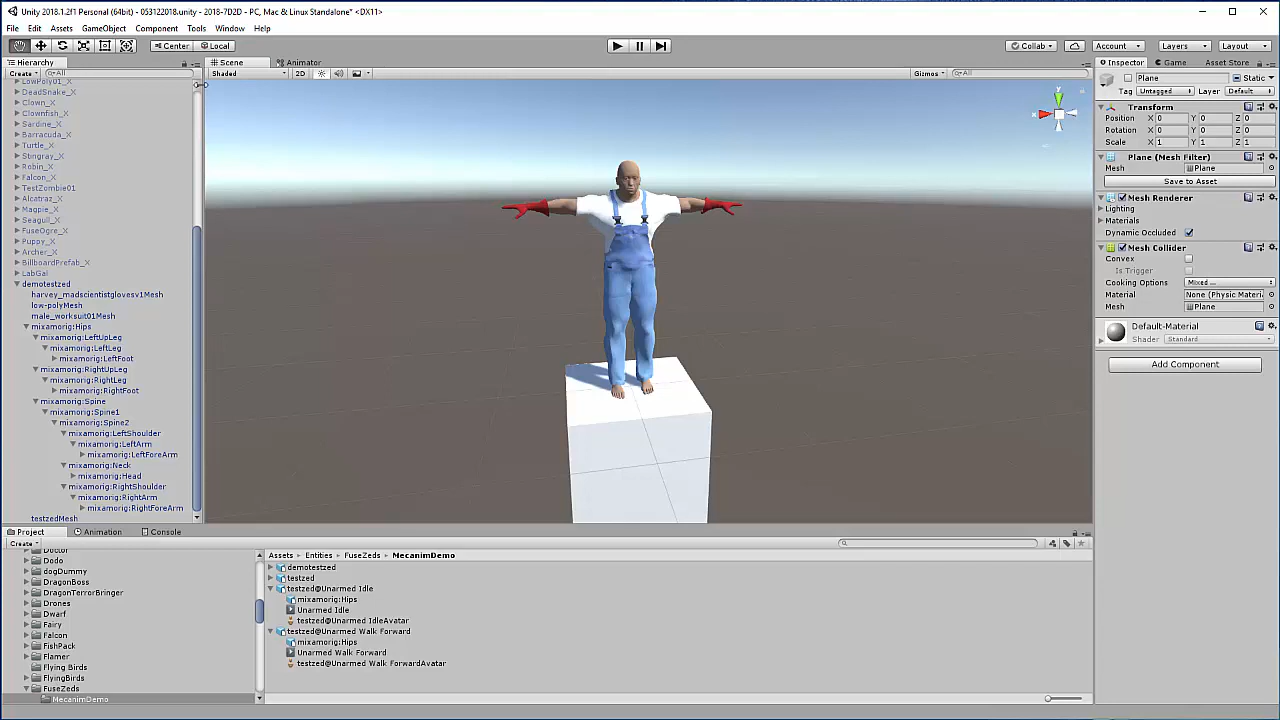 Unity 2018.1.2f1 Personal (64bit) - 053122018.unity - 2018-7D2D - PC, Mac & Linux Standalone* <DX11>
File Edit Assets GameObject Component Tools Window Help
Center Local Collab Account Layers Layout
Hierarchy
Create All
LowPoly01_X
DeadSnake_X
Clown_X
Clownfish_X
Sardine_X
Barracuda_X
Turtle_X
Stingray_X
Robin_X
Falcon_X
TestZombie01
Alcatraz_X
Magpie_X
Seagull_X
FuseOgre_X
Puppy_X
Archer_X
BillboardPrefab_X
LabGal
demotestzed
harvey_madscientistglovesv1Mesh
low-polyMesh
male_worksuit01Mesh
mixamorig:Hips
mixamorig:LeftUpLeg
mixamorig:LeftLeg
mixamorig:LeftFoot
mixamorig:RightUpLeg
mixamorig:RightLeg
mixamorig:RightFoot
mixamorig:Spine
mixamorig:Spine1
mixamorig:Spine2
mixamorig:LeftShoulder
mixamorig:LeftArm
mixamorig:LeftForeArm
mixamorig:Neck
mixamorig:Head
mixamorig:RightShoulder
mixamorig:RightArm
mixamorig:RightForeArm
testzedMesh
Scene Animator
Shaded 2D Gizmos All
y
x
Inspector Game Asset Store
Plane Static
Tag Untagged Layer Default
Transform
Position X 0 Y 0 Z 0
Rotation X 0 Y 0 Z 0
Scale X 1 Y 1 Z 1
Plane (Mesh Filter)
Mesh Plane
Save to Asset
Mesh Renderer
Lighting
Materials
Dynamic Occluded
Mesh Collider
Convex
Is Trigger
Cooking Options Mixed ...
Material None (Physic Materi
Mesh Plane
Default-Material
Shader Standard
Add Component
Project Animation Console
Create
Doctor
Dodo
dogDummy
DragonBoss
DragonTerrorBringer
Drones
Dwarf
Fairy
Falcon
FishPack
Flamer
Flying Birds
FlyingBirds
FuseZeds
MecanimDemo
Assets Entities FuseZeds MecanimDemo
demotestzed
testzed
testzed@Unarmed Idle
mixamorig:Hips
Unarmed Idle
testzed@Unarmed IdleAvatar
testzed@Unarmed Walk Forward
mixamorig:Hips
Unarmed Walk Forward
testzed@Unarmed Walk ForwardAvatar